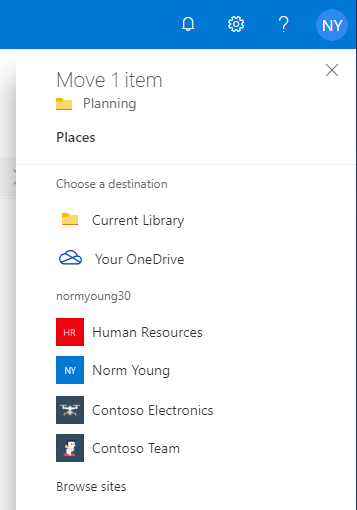 NY
Move 1 item
Planning
Places
Choose a destination
Current Library
Your OneDrive
normyoung30
HR Human Resources
NY Norm Young
Contoso Electronics
Contoso Team
Browse sites